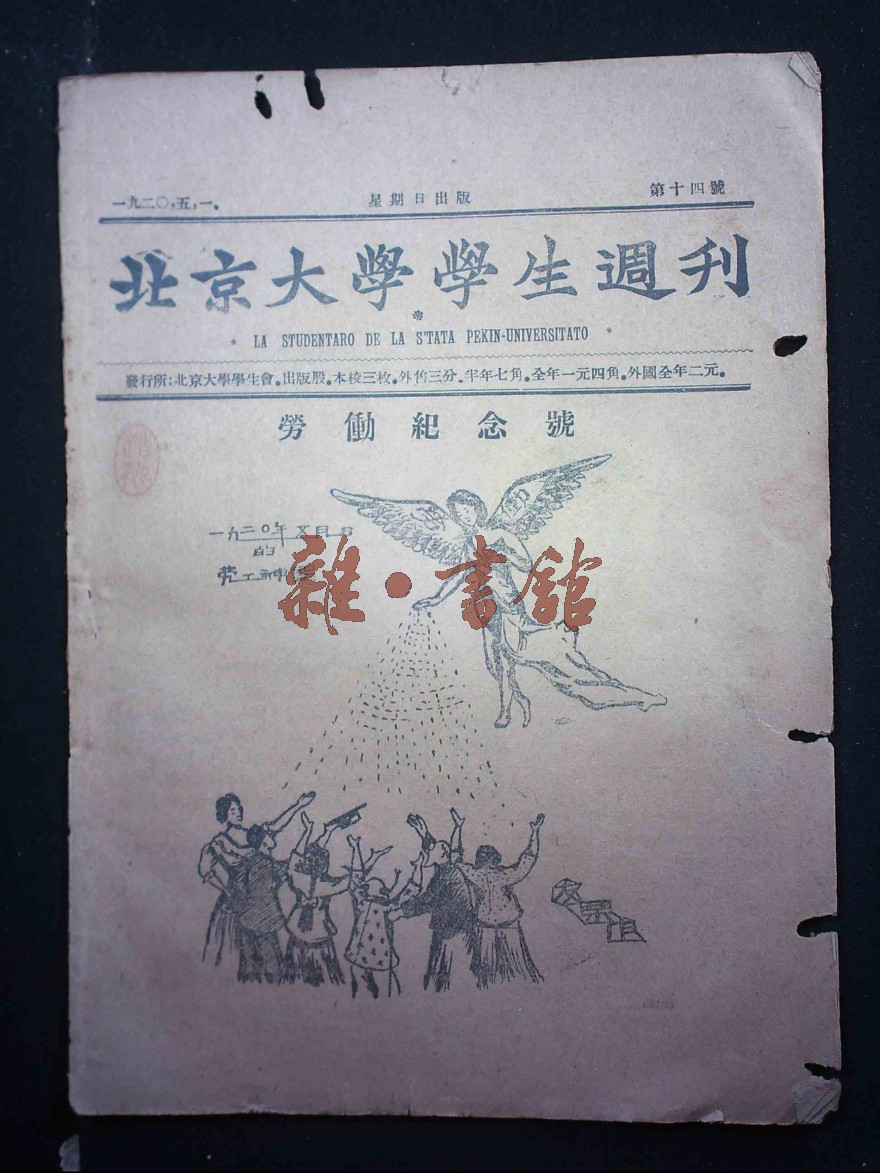 一九二〇，五，一。 星期日出版 第十四號
北京大學學生週刊
LA STUDENTARO DE LA STATA PEKIN-UNIVERSITATO
發行所：北京大學學生會。出版股。本校三枚。外售三分。半年七角。全年一元四角。外國全年二元。
勞働紀念號
一九二〇年五月一日
的
劳工神
雜·書館